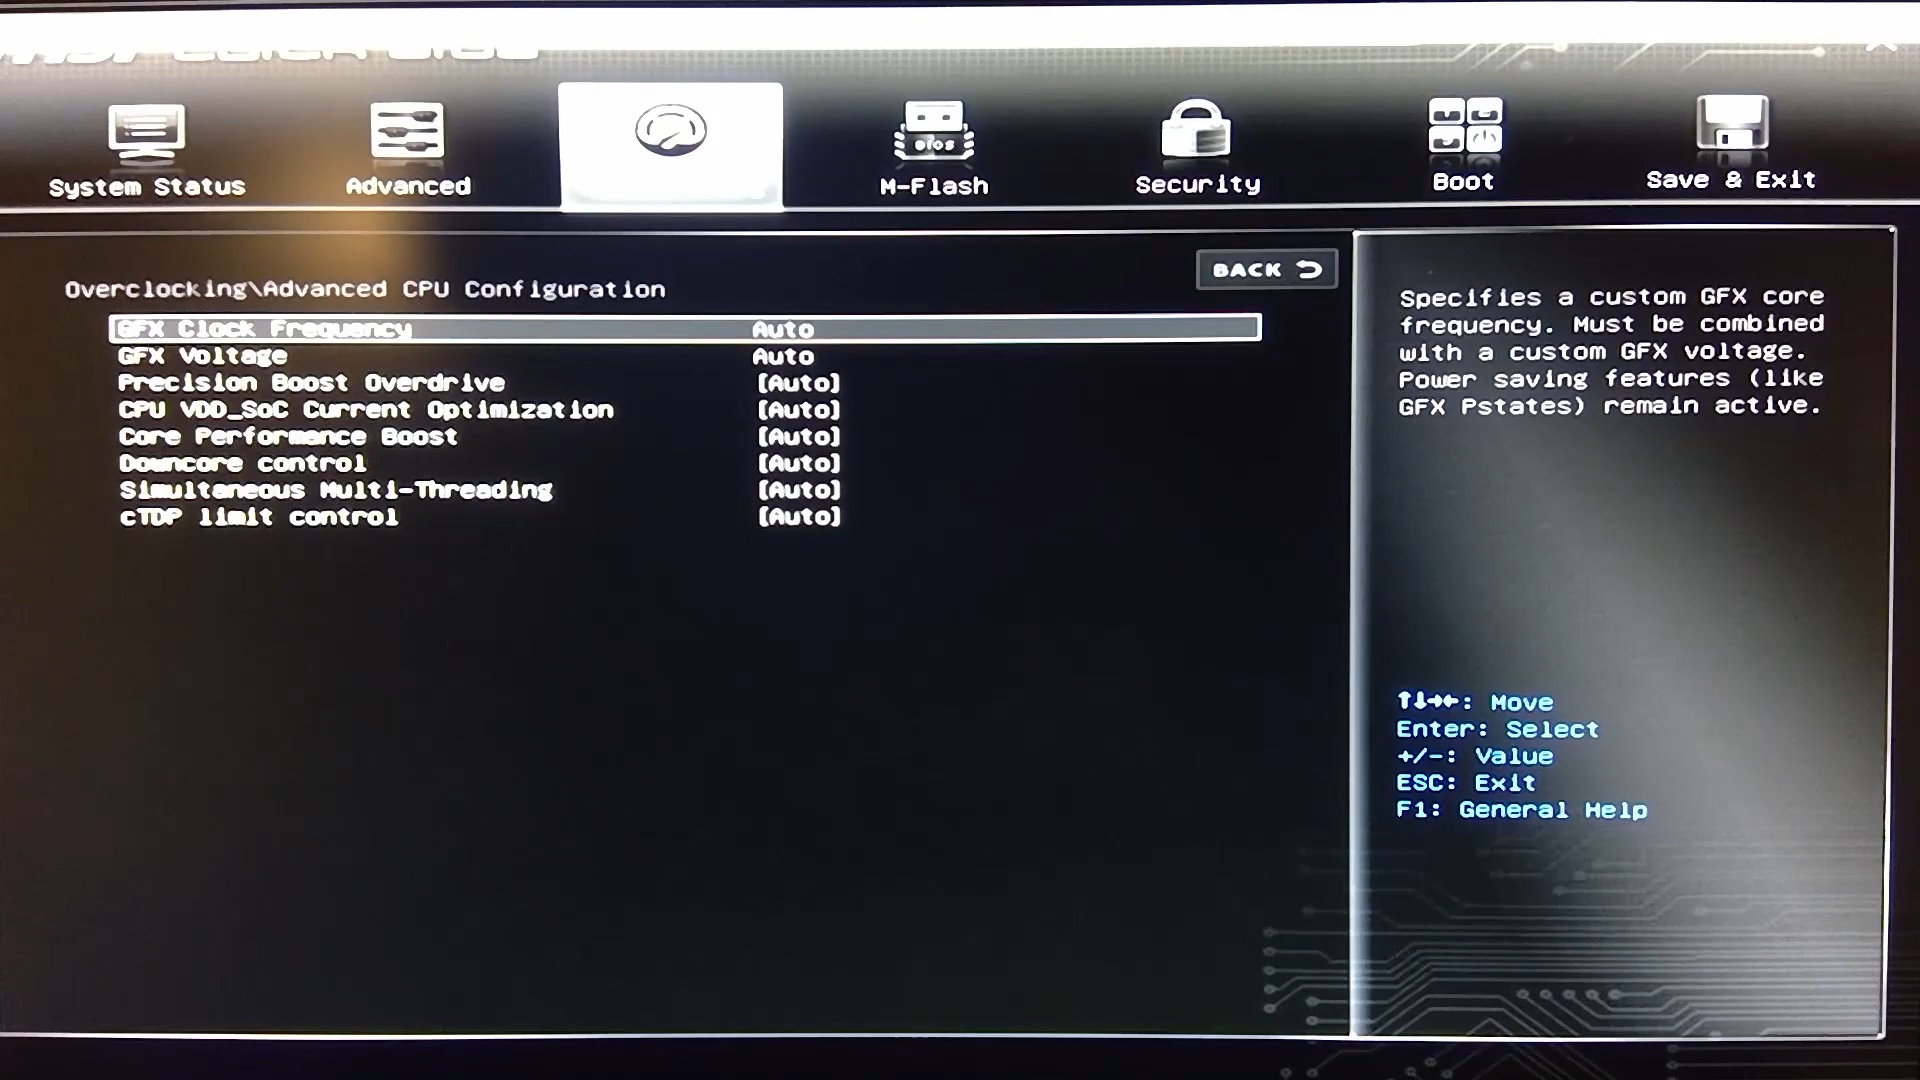 System Status
Advanced
M-Flash
BIOS
Security
Boot
Save & Exit
BACK
Overclocking\Advanced CPU Configuration
GFX Clock Frequency Auto
GFX Voltage Auto
Precision Boost Overdrive [Auto]
CPU VDD_SoC Current Optimization [Auto]
Core Performance Boost [Auto]
Downcore control [Auto]
Simultaneous Multi-Threading [Auto]
cTDP limit control [Auto]
Specifies a custom GFX core
frequency. Must be combined
with a custom GFX voltage.
Power saving features (like
GFX Pstates) remain active.
↑↓→←: Move
Enter: Select
+/-: Value
ESC: Exit
F1: General Help